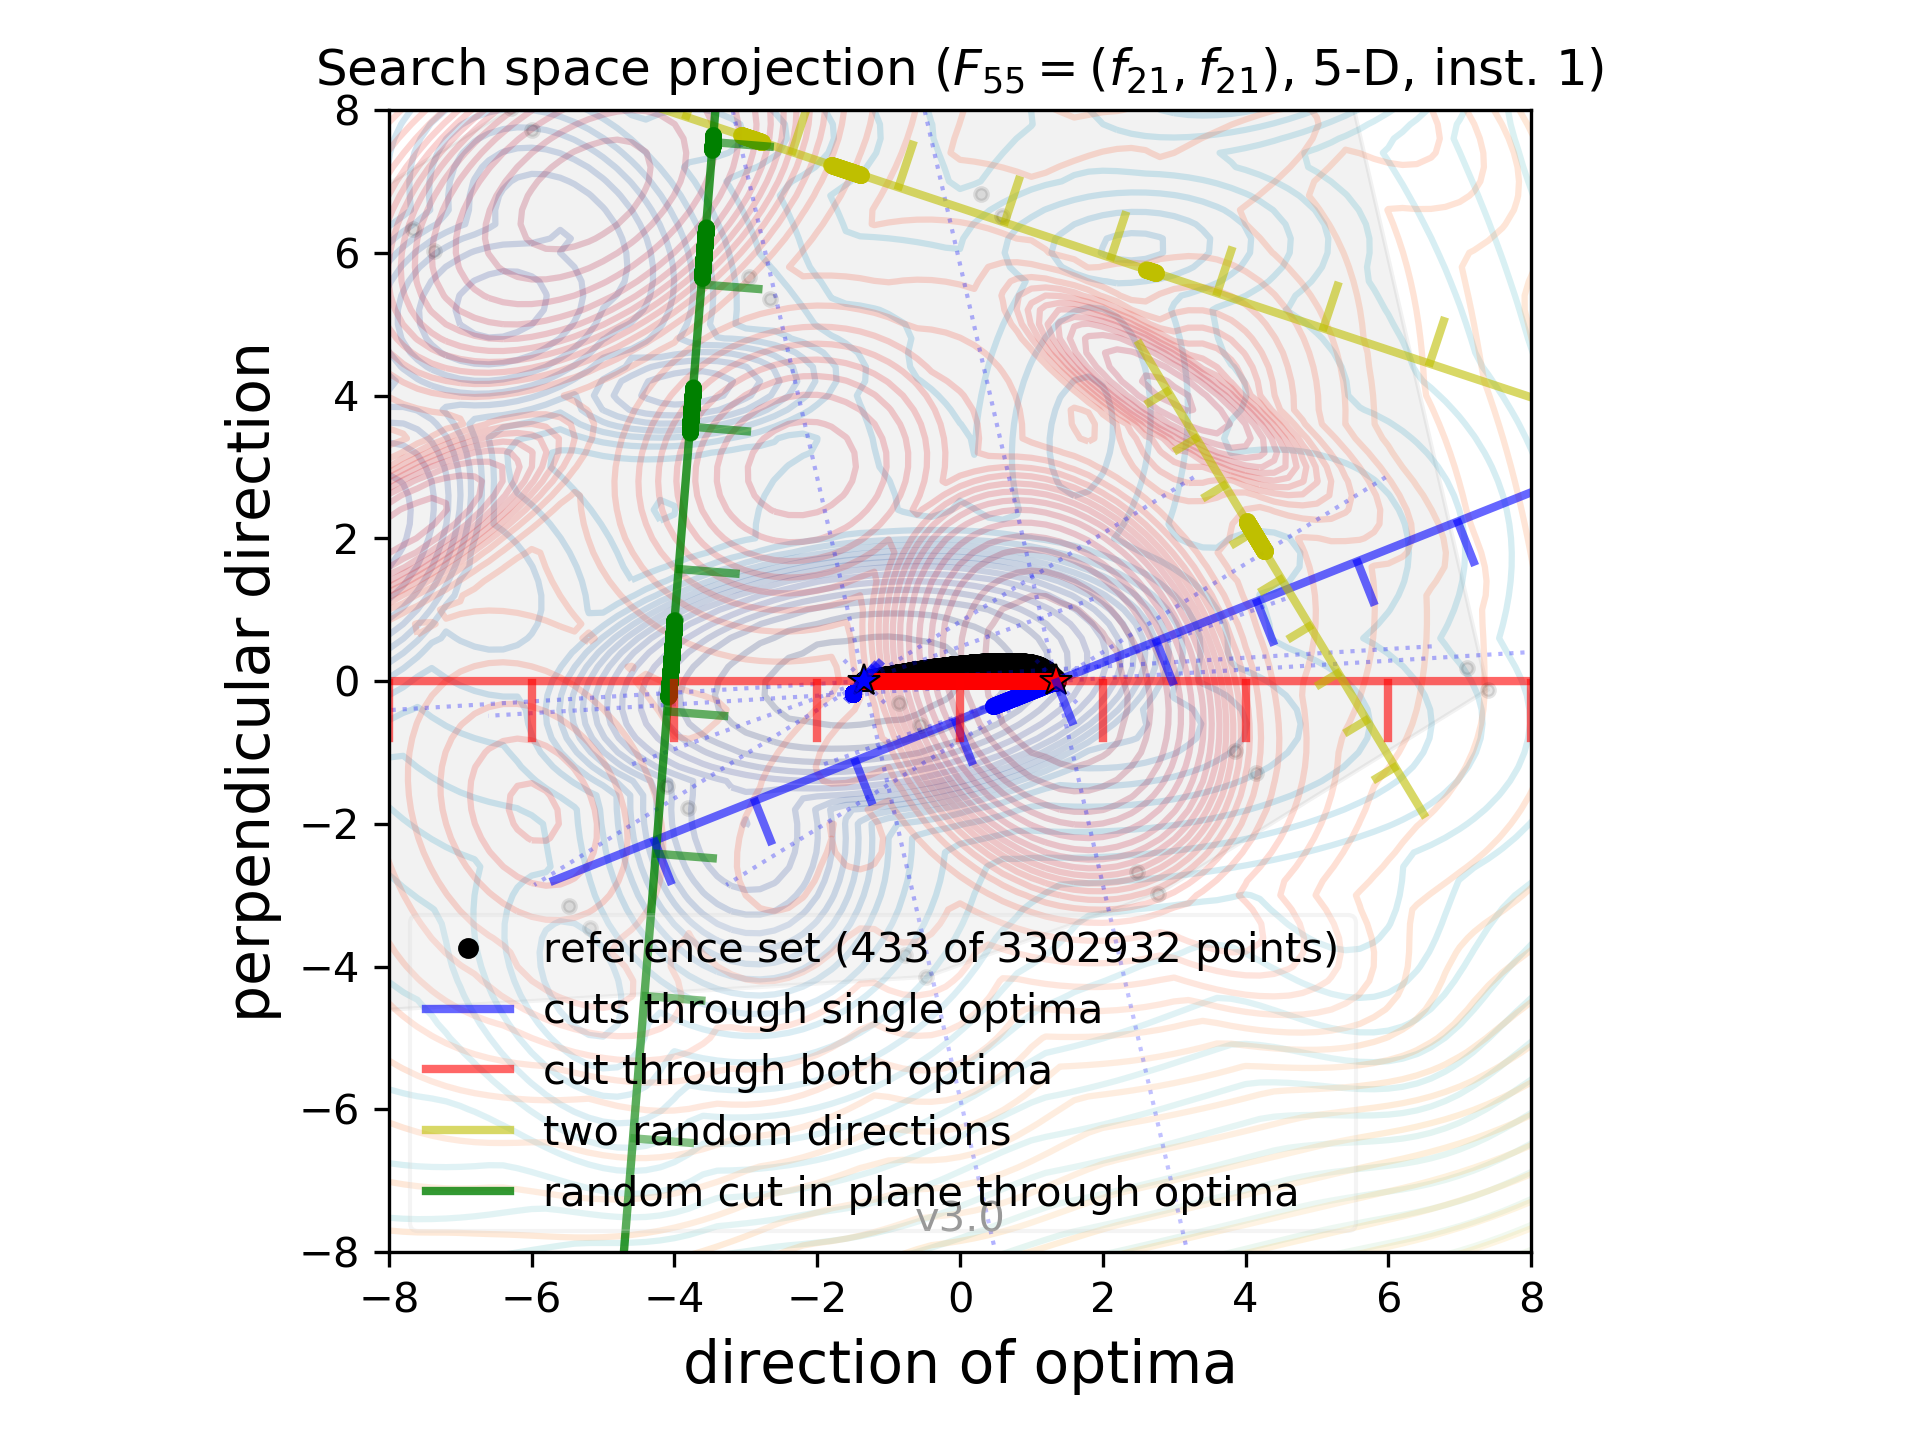 Search space projection (F55 = (f21, f21), 5-D, inst. 1)
8
6
4
2
0
−2
−4
−6
−8
perpendicular direction
reference set (433 of 3302932 points)
cuts through single optima
cut through both optima
two random directions
random cut in plane through optima
v3.0
−8 −6 −4 −2 0 2 4 6 8
direction of optima